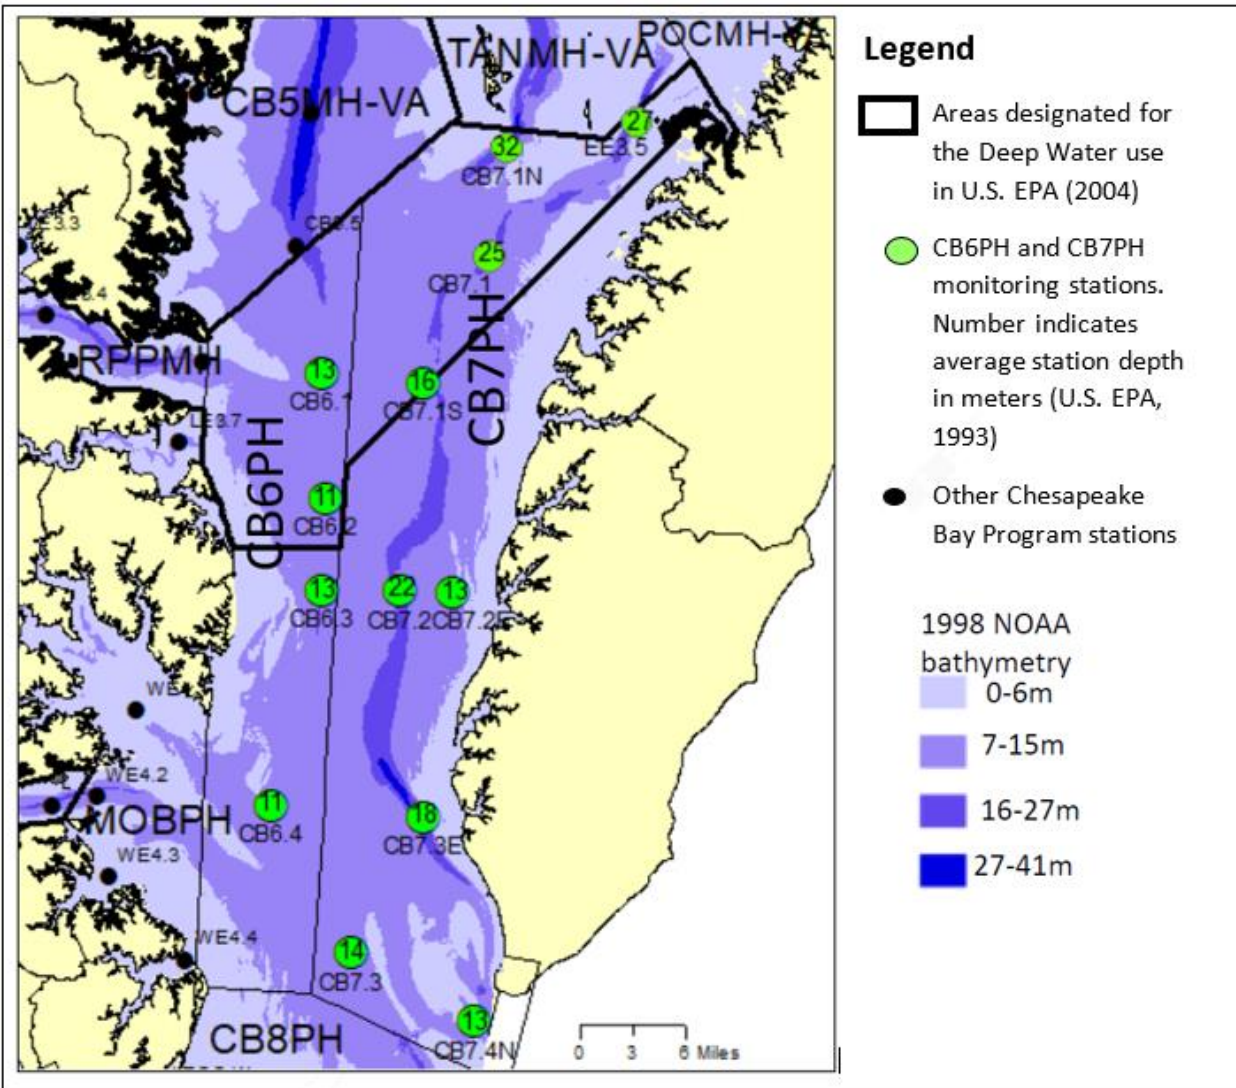 POCMH-VA
TANMH-VA
CB5MH-VA
27
EE3.5
32
CB7.1N
CB5.5
25
CB7.1
RPPMH
13
CB6.1
16
CB7.1S
CB7PH
LE3.7
CB6PH
11
CB6.2
13
CB6.3
22
CB7.2
13
CB7.2E
WE4.2
MOBPH
11
CB6.4
18
CB7.3E
WE4.3
WE4.4
14
CB7.3
13
CB7.4N
CB8PH
0 3 6 Miles
Legend
Areas designated for
the Deep Water use
in U.S. EPA (2004)
CB6PH and CB7PH
monitoring stations.
Number indicates
average station depth
in meters (U.S. EPA,
1993)
Other Chesapeake
Bay Program stations
1998 NOAA
bathymetry
0-6m
7-15m
16-27m
27-41m